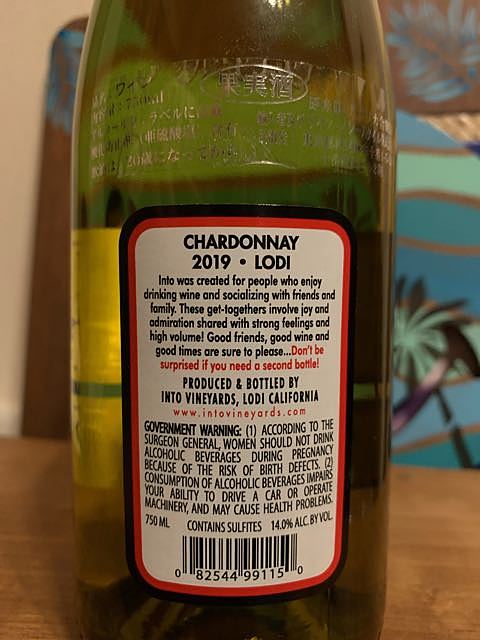 果実酒
CHARDONNAY
2019 • LODI
Into was created for people who enjoy
drinking wine and socializing with friends and
family. These get-togethers involve joy and
admiration shared with strong feelings and
high volume! Good friends, good wine and
good times are sure to please...Don't be
surprised if you need a second bottle!
PRODUCED & BOTTLED BY
INTO VINEYARDS, LODI CALIFORNIA
www.intovineyards.com
GOVERNMENT WARNING: (1) ACCORDING TO THE
SURGEON GENERAL, WOMEN SHOULD NOT DRINK
ALCOHOLIC BEVERAGES DURING PREGNANCY
BECAUSE OF THE RISK OF BIRTH DEFECTS. (2)
CONSUMPTION OF ALCOHOLIC BEVERAGES IMPAIRS
YOUR ABILITY TO DRIVE A CAR OR OPERATE
MACHINERY, AND MAY CAUSE HEALTH PROBLEMS.
750 ML CONTAINS SULFITES 14.0% ALC. BY VOL.
0 82544 99115 0